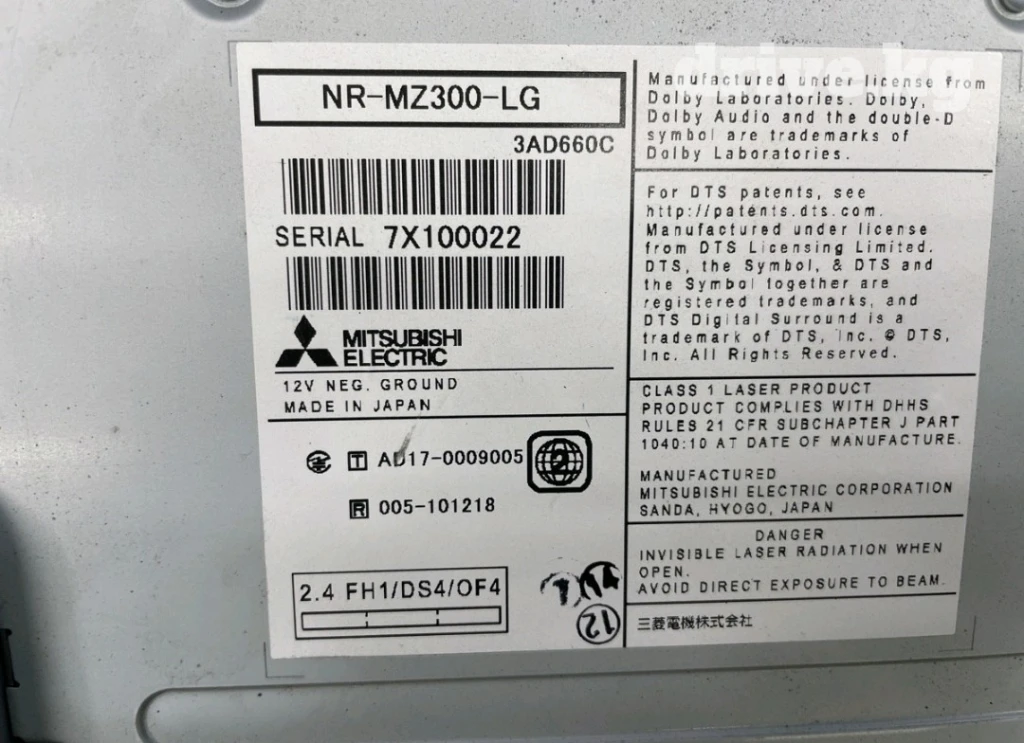 drive.kg
NR-MZ300-LG
3AD660C
SERIAL 7X100022
MITSUBISHI
ELECTRIC
12V NEG. GROUND
MADE IN JAPAN
T AD17-0009005
2
R 005-101218
2.4 FH1/DS4/OF4
12
Manufactured under license from
Dolby Laboratories. Dolby,
Dolby Audio and the double-D
symbol are trademarks of
Dolby Laboratories.
For DTS patents, see
http://patents.dts.com.
Manufactured under license
from DTS Licensing Limited.
DTS, the Symbol, & DTS and
the Symbol together are
registered trademarks, and
DTS Digital Surround is a
trademark of DTS, Inc. © DTS,
Inc. All Rights Reserved.
CLASS 1 LASER PRODUCT
PRODUCT COMPLIES WITH DHHS
RULES 21 CFR SUBCHAPTER J PART
1040:10 AT DATE OF MANUFACTURE.
MANUFACTURED
MITSUBISHI ELECTRIC CORPORATION
SANDA, HYOGO, JAPAN
DANGER
INVISIBLE LASER RADIATION WHEN
OPEN.
AVOID DIRECT EXPOSURE TO BEAM.
三菱電機株式会社